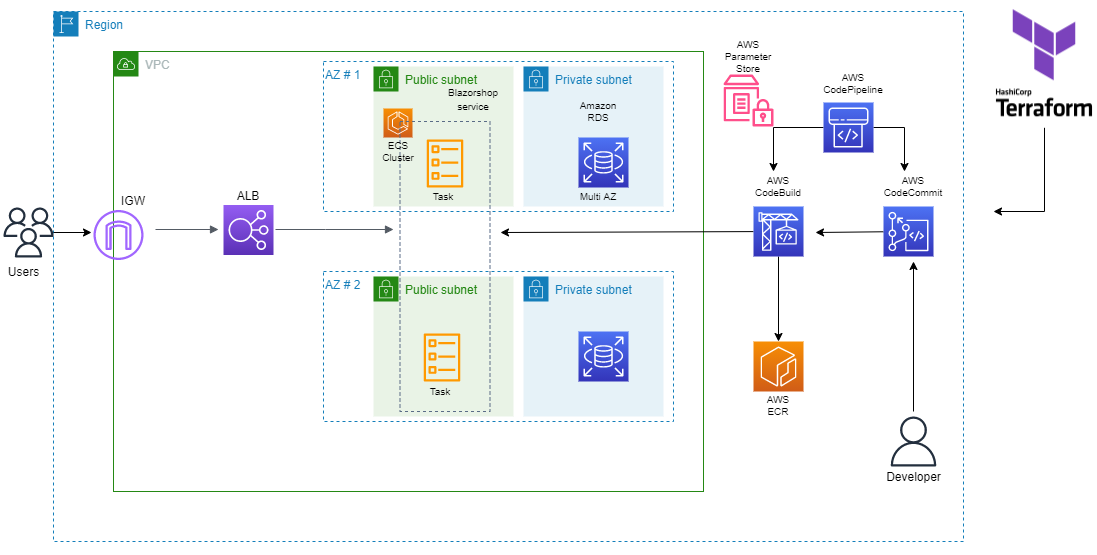 Region
VPC
AZ # 1
Public subnet
Blazorshop
service
ECS
Cluster
Task
Private subnet
Amazon
RDS
Multi AZ
AWS
Parameter
Store
AWS
CodePipeline
AWS
CodeBuild
AWS
CodeCommit
HashiCorp
Terraform
Users
IGW
ALB
AZ # 2
Public subnet
Task
Private subnet
AWS
ECR
Developer